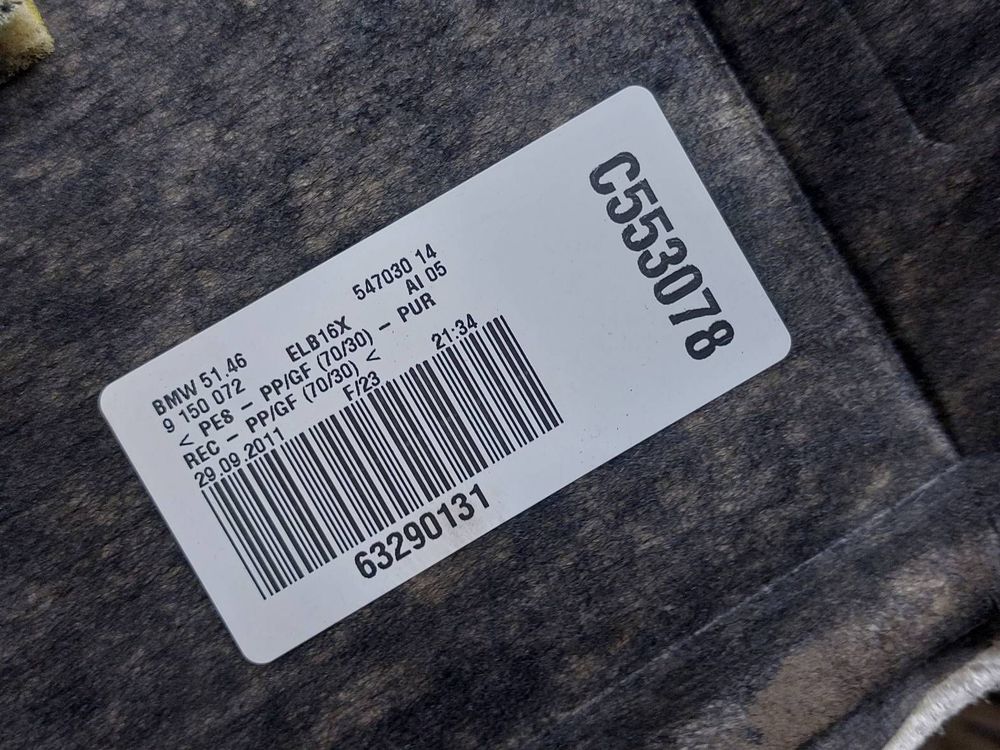 BMW 51.46 547030 14
9 150 072 ELB16X AI 05
< PES - PP/GF (70/30) - PUR
REC - PP/GF (70/30) <
29.09.2011 F/23 21:34
63290131
C553078